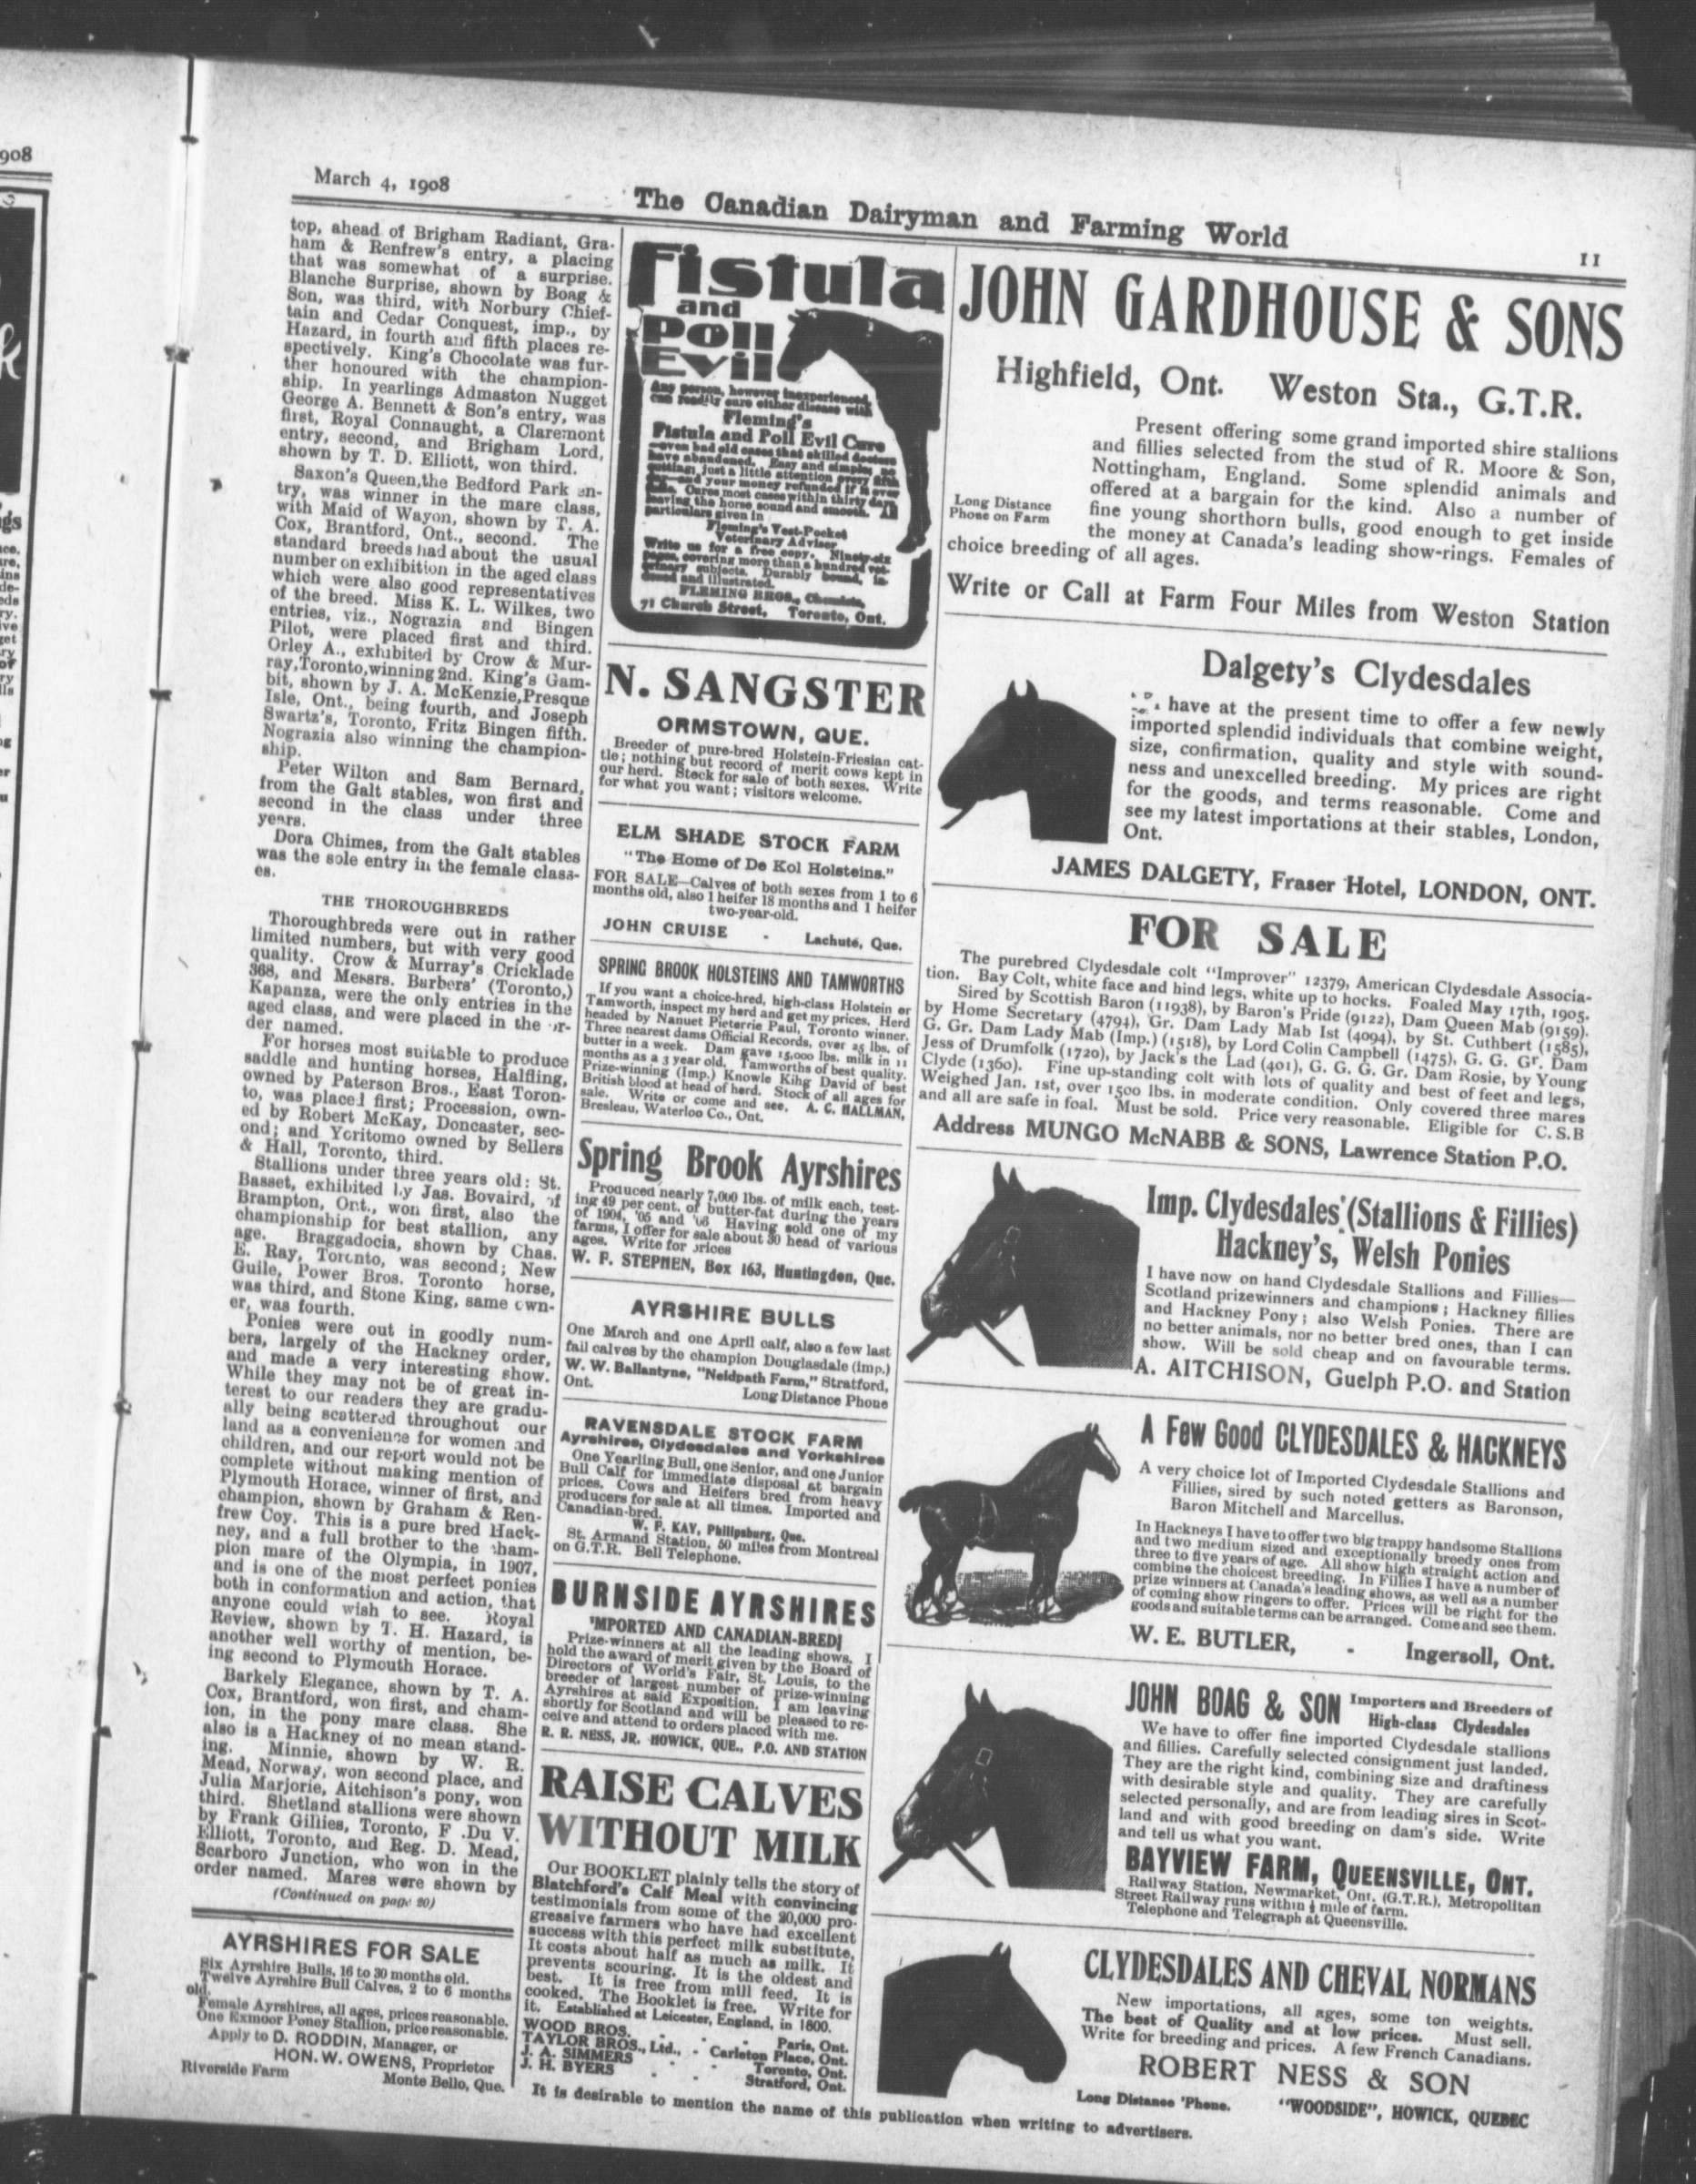 908
March 4, 1908
The Canadian Dairyman and Farming World
11
top, ahead of Brigham Radiant, Gra-
ham & Renfrew's entry, a placing
that was somewhat of a surprise.
Blanche Surprise, shown by Boag &
Son, was third, with Norbury Chief-
tain and Cedar Conquest, imp., by
Hazard, in fourth and fifth places re-
spectively. King's Chocolate was fur-
ther honoured with the champion-
ship. In yearlings Admaston Nugget
George A. Bennett & Son's entry, was
first, Royal Connaught, a Claremont
entry, second, and Brigham Lord,
shown by T. D. Elliott, won third.
Saxon's Queen,the Bedford Park en-
try, was winner in the mare class,
with Maid of Wayon, shown by T. A.
Cox, Brantford, Ont., second. The
standard breeds had about the usual
number on exhibition in the aged class
which were also good representatives
of the breed. Miss K. L. Wilkes, two
entries, viz., Nograzia and Bingen
Pilot, were placed first and third.
Orley A., exhibited by Crow & Mur-
ray,Toronto,winning 2nd. King's Gam-
bit, shown by J. A. McKenzie,Presque
Isle, Ont., being fourth, and Joseph
Swartz's, Toronto, Fritz Bingen fifth.
Nograzia also winning the champion-
ship.
Peter Wilton and Sam Bernard,
from the Galt stables, won first and
second in the class under three
years.
Dora Chimes, from the Galt stables
was the sole entry in the female class-
es.
THE THOROUGHBREDS
Thoroughbreds were out in rather
limited numbers, but with very good
quality. Crow & Murray's Cricklade
368, and Messrs. Barbers' (Toronto,)
Kapanza, were the only entries in the
aged class, and were placed in the or-
der named.
For horses most suitable to produce
saddle and hunting horses, Halfling,
owned by Paterson Bros., East Toron-
to, was placed first; Procession, own-
ed by Robert McKay, Doncaster, sec-
ond; and Yoritomo owned by Sellers
& Hall, Toronto, third.
Stallions under three years old: St.
Basset, exhibited by Jas. Bovaird, of
Brampton, Ont., won first, also the
championship for best stallion, any
age. Braggadocia, shown by Chas.
E. Ray, Toronto, was second; New
Guile, Power Bros. Toronto horse,
was third, and Stone King, same own-
er, was fourth.
Ponies were out in goodly num-
bers, largely of the Hackney order,
and made a very interesting show.
While they may not be of great in-
terest to our readers they are gradu-
ally being scattered throughout our
land as a convenience for women and
children, and our report would not be
complete without making mention of
Plymouth Horace, winner of first, and
champion, shown by Graham & Ren-
frew Coy. This is a pure bred Hack-
ney, and a full brother to the cham-
pion mare of the Olympia, in 1907,
and is one of the most perfect ponies
both in conformation and action, that
anyone could wish to see. Royal
Review, shown by T. H. Hazard, is
another well worthy of mention, be-
ing second to Plymouth Horace.
Barkely Elegance, shown by T. A.
Cox, Brantford, won first, and cham-
ion, in the pony mare class. She
also is a Hackney of no mean stand-
ing. Minnie, shown by W. R.
Mead, Norway, won second place, and
Julia Marjorie, Aitchison's pony, won
third. Shetland stallions were shown
by Frank Gillies, Toronto, F .Du V.
Elliott, Toronto, and Reg. D. Mead,
Scarboro Junction, who won in the
order named. Mares were shown by
(Continued on page 20)
AYRSHIRES FOR SALE
Six Ayrshire Bulls, 16 to 30 months old.
Twelve Ayrshire Bull Calves, 2 to 6 months
old.
Female Ayrshires, all ages, prices reasonable.
One Exmoor Poney Stallion, price reasonable.
Apply to D. RODDIN, Manager, or
HON. W. OWENS, Proprietor
Riverside Farm Monte Bello, Que.
Fistula
and
Poll
Evil
Any person, however inexperienced,
can readily cure either disease with
Fleming's
Fistula and Poll Evil Cure
—even bad old cases that skilled doctors
have abandoned. Easy and simple; no
cutting; just a little attention every fifth
day—and your money refunded if it ever
fails. Cures most cases within thirty days,
leaving the horse sound and smooth. All
particulars given in
Fleming's Vest-Pocket
Veterinary Adviser
Write us for a free copy. Ninety-six
pages, covering more than a hundred vet-
erinary subjects. Durably bound, in-
dexed and illustrated.
FLEMING BROS., Chemists,
71 Church Street, Toronto, Ont.
N. SANGSTER
ORMSTOWN, QUE.
Breeder of pure-bred Holstein-Friesian cat-
tle; nothing but record of merit cows kept in
our herd. Stock for sale of both sexes. Write
for what you want; visitors welcome.
ELM SHADE STOCK FARM
"The Home of De Kol Holsteins."
FOR SALE—Calves of both sexes from 1 to 6
months old, also 1 heifer 18 months and 1 heifer
two-year-old.
JOHN CRUISE - Lachute, Que.
SPRING BROOK HOLSTEINS AND TAMWORTHS
If you want a choice-hred, high-class Holstein or
Tamworth, inspect my herd and get my prices. Herd
headed by Nanuet Pieterrie Paul, Toronto winner.
Three nearest dams Official Records, over 25 lbs. of
butter in a week. Dam gave 15,000 lbs. milk in 11
months as a 3 year old. Tamworths of best quality.
Prize-winning (Imp.) Knowle Kihg David of best
British blood at head of herd. Stock of all ages for
sale. Write or come and see. A. C. HALLMAN,
Bresleau, Waterloo Co., Ont.
Spring Brook Ayrshires
Produced nearly 7,000 lbs. of milk each, test-
ing 49 per cent. of butter-fat during the years
of 1904, '05 and '06 Having sold one of my
farms, I offer for sale about 30 head of various
ages. Write for prices
W. F. STEPHEN, Box 163, Huntingdon, Que.
AYRSHIRE BULLS
One March and one April calf, also a few last
fall calves by the champion Douglasdale (imp.)
W. W. Ballantyne, "Neidpath Farm," Stratford,
Ont. Long Distance Phone
RAVENSDALE STOCK FARM
Ayrshires, Clydesdales and Yorkshires
One Yearling Bull, one Senior, and one Junior
Bull Calf for immediate disposal at bargain
prices. Cows and Heifers bred from heavy
producers for sale at all times. Imported and
Canadian-bred.
W. F. KAY, Phillpsburg, Que.
St. Armand Station, 50 miles from Montreal
on G.T.R. Bell Telephone.
BURNSIDE AYRSHIRES
'MPORTED AND CANADIAN-BRED
Prize-winners at all the leading shows. I
hold the award of merit given by the Board of
Directors of World's Fair, St. Louis, to the
breeder of largest number of prize-winning
Ayrshires at said Exposition. I am leaving
shortly for Scotland and will be pleased to re-
ceive and attend to orders placed with me.
R. R. NESS, JR. HOWICK, QUE., P.O. AND STATION
RAISE CALVES
WITHOUT MILK
Our BOOKLET plainly tells the story of
Blatchford's Calf Meal with convincing
testimonials from some of the 20,000 pro-
gressive farmers who have had excellent
success with this perfect milk substitute.
It costs about half as much as milk. It
prevents scouring. It is the oldest and
best. It is free from mill feed. It is
cooked. The Booklet is free. Write for
it. Established at Leicester, England, in 1800.
WOOD BROS. - - - Paris, Ont.
TAYLOR BROS., Ltd., - Carleton Place, Ont.
J. A. SIMMERS - - Toronto, Ont.
J. H. BYERS - - Stratford, Ont.
JOHN GARDHOUSE & SONS
Highfield, Ont. Weston Sta., G.T.R.
Present offering some grand imported shire stallions
and fillies selected from the stud of R. Moore & Son,
Nottingham, England. Some splendid animals and
offered at a bargain for the kind. Also a number of
Long Distance
Phone on Farm
fine young shorthorn bulls, good enough to get inside
the money at Canada's leading show-rings. Females of
choice breeding of all ages.
Write or Call at Farm Four Miles from Weston Station
Dalgety's Clydesdales
have at the present time to offer a few newly
imported splendid individuals that combine weight,
size, confirmation, quality and style with sound-
ness and unexcelled breeding. My prices are right
for the goods, and terms reasonable. Come and
see my latest importations at their stables, London,
Ont.
JAMES DALGETY, Fraser Hotel, LONDON, ONT.
FOR SALE
The purebred Clydesdale colt "Improver" 12379, American Clydesdale Associa-
tion. Bay Colt, white face and hind legs, white up to hocks. Foaled May 17th, 1905.
Sired by Scottish Baron (11938), by Baron's Pride (9122), Dam Queen Mab (9159).
by Home Secretary (4794), Gr. Dam Lady Mab Ist (4094), by St. Cuthbert (1585),
G. Gr. Dam Lady Mab (Imp.) (1518), by Lord Colin Campbell (1475), G. G. Gr. Dam
Jess of Drumfolk (1720), by Jack's the Lad (401), G. G. G. Gr. Dam Rosie, by Young
Clyde (1360). Fine up-standing colt with lots of quality and best of feet and legs,
Weighed Jan. 1st, over 1500 lbs. in moderate condition. Only covered three mares
and all are safe in foal. Must be sold. Price very reasonable. Eligible for C.S.B
Address MUNGO McNABB & SONS, Lawrence Station P.O.
Imp. Clydesdales (Stallions & Fillies)
Hackney's, Welsh Ponies
I have now on hand Clydesdale Stallions and Fillies—
Scotland prizewinners and champions; Hackney fillies
and Hackney Pony; also Welsh Ponies. There are
no better animals, nor no better bred ones, than I can
show. Will be sold cheap and on favourable terms.
A. AITCHISON, Guelph P.O. and Station
A Few Good CLYDESDALES & HACKNEYS
A very choice lot of Imported Clydesdale Stallions and
Fillies, sired by such noted getters as Baronson,
Baron Mitchell and Marcellus.
In Hackneys I have to offer two big trappy handsome Stallions
and two medium sized and exceptionally breedy ones from
three to five years of age. All show high straight action and
combine the choicest breeding. In Fillies I have a number of
prize winners at Canada's leading shows, as well as a number
of coming show ringers to offer. Prices will be right for the
goods and suitable terms can be arranged. Come and see them.
W. E. BUTLER, - Ingersoll, Ont.
JOHN BOAG & SON Importers and Breeders of
High-class Clydesdales
We have to offer fine imported Clydesdale stallions
and fillies. Carefully selected consignment just landed.
They are the right kind, combining size and draftiness
with desirable style and quality. They are carefully
selected personally, and are from leading sires in Scot-
land and with good breeding on dam's side. Write
and tell us what you want.
BAYVIEW FARM, QUEENSVILLE, ONT.
Railway Station, Newmarket, Ont. (G.T.R.), Metropolitan
Street Railway runs within ½ mile of farm.
Telephone and Telegraph at Queensville.
CLYDESDALES AND CHEVAL NORMANS
New importations, all ages, some ton weights.
The best of Quality and at low prices. Must sell.
Write for breeding and prices. A few French Canadians.
ROBERT NESS & SON
Long Distance 'Phone. "WOODSIDE", HOWICK, QUEBEC
It is desirable to mention the name of this publication when writing to advertisers.